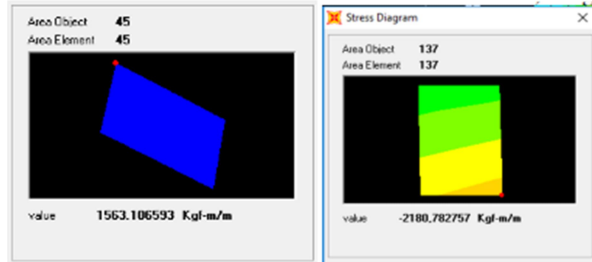 Area Object 45
Area Element 45
value 1563.106593 Kgf-m/m
Stress Diagram
Area Object 137
Area Element 137
value -2180,782757 Kgf-m/m